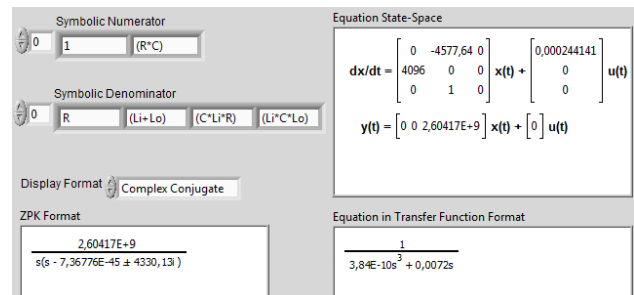 Symbolic Numerator
0 1 (R*C)
Symbolic Denominator
0 R (Li+Lo) (C*Li*R) (Li*C*Lo)
Display Format Complex Conjugate
ZPK Format
2,60417E+9
s(s - 7,36776E-45 ± 4330,13i )
Equation State-Space
0 -4577,64 0 0,000244141
dx/dt = 4096 0 0 x(t) + 0 u(t)
0 1 0 0
y(t) = [0 0 2,60417E+9] x(t) + [0] u(t)
Equation in Transfer Function Format
1
3,84E-10s³ + 0,0072s